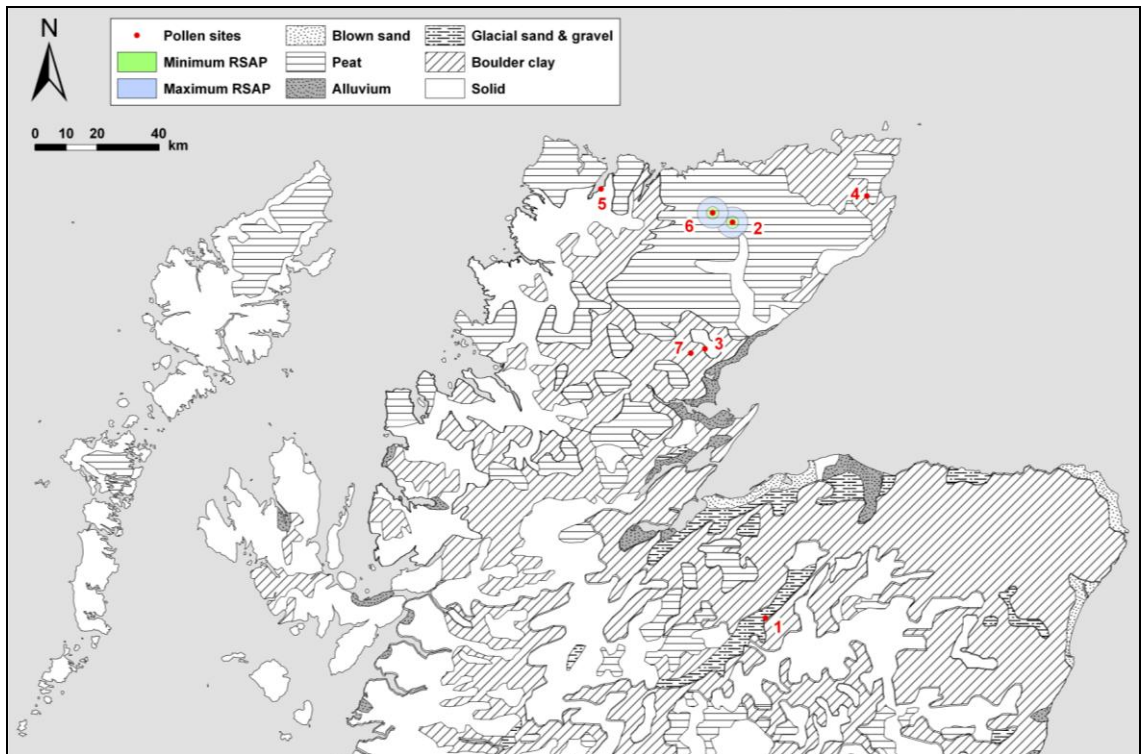 N
0 10 20 40
km
Pollen sites
Minimum RSAP
Maximum RSAP
Blown sand
Peat
Alluvium
Glacial sand & gravel
Boulder clay
Solid
5
4
6
2
7
3
1